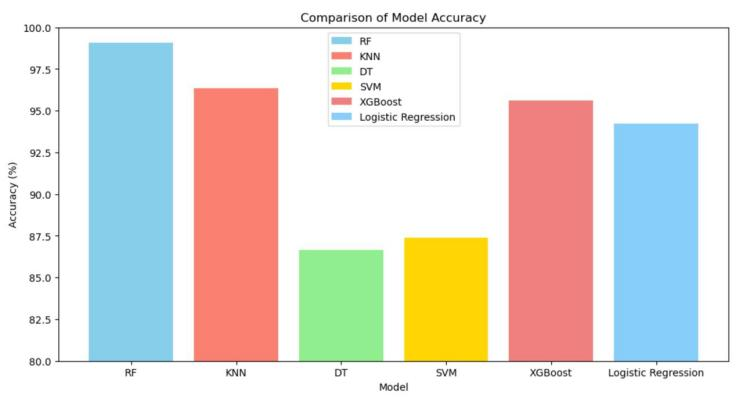 Comparison of Model Accuracy
100.0
97.5
95.0
92.5
90.0
87.5
85.0
82.5
80.0
Accuracy (%)
RF
KNN
DT
SVM
XGBoost
Logistic Regression
RF KNN DT SVM XGBoost Logistic Regression
Model